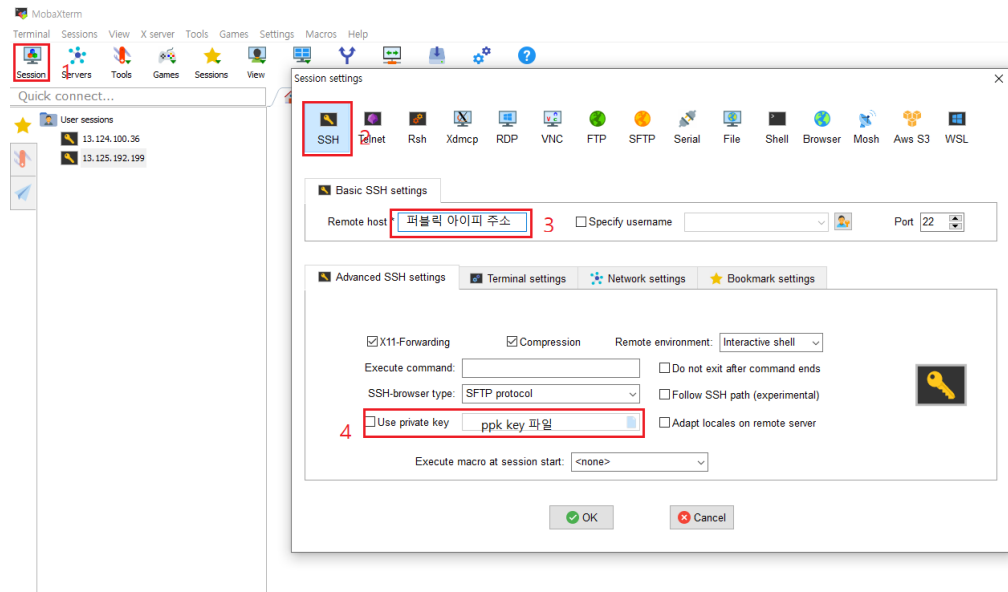 MobaXterm
Terminal Sessions View X server Tools Games Settings Macros Help
Session Servers Tools Games Sessions View
1
Quick connect...
User sessions
13.124.100.36
13.125.192.199
Session settings
SSH Telnet Rsh Xdmcp RDP VNC FTP SFTP Serial File Shell Browser Mosh Aws S3 WSL
2
Basic SSH settings
Remote host * 퍼블릭 아이피 주소 3 Specify username Port 22
Advanced SSH settings Terminal settings Network settings Bookmark settings
X11-Forwarding Compression Remote environment: Interactive shell
Execute command: Do not exit after command ends
SSH-browser type: SFTP protocol Follow SSH path (experimental)
4 Use private key ppk key 파일 Adapt locales on remote server
Execute macro at session start: <none>
OK Cancel